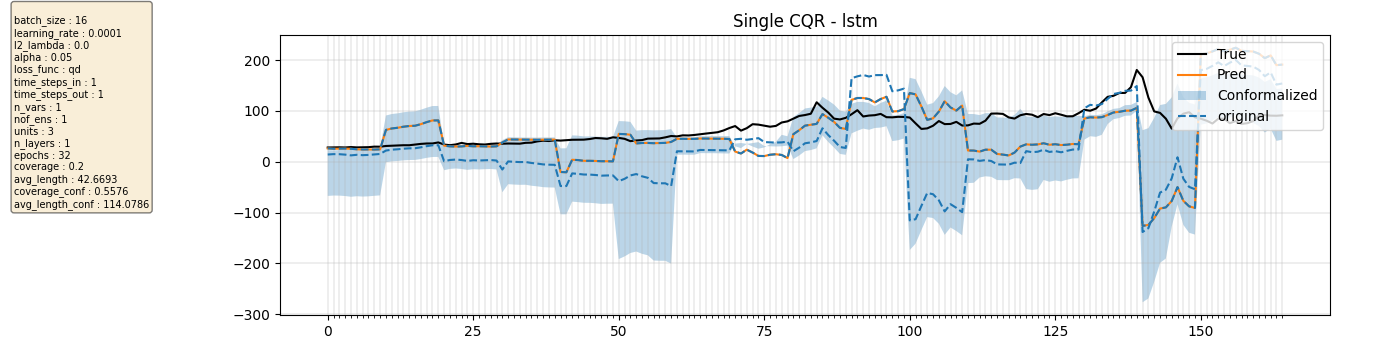 batch_size : 16
learning_rate : 0.0001
l2_lambda : 0.0
alpha : 0.05
loss_func : qd
time_steps_in : 1
time_steps_out : 1
n_vars : 1
nof_ens : 1
units : 3
n_layers : 1
epochs : 32
coverage : 0.2
avg_length : 42.6693
coverage_conf : 0.5576
avg_length_conf : 114.0786
Single CQR - lstm
200
100
0
−100
−200
−300
0 25 50 75 100 125 150
True
Pred
Conformalized
original